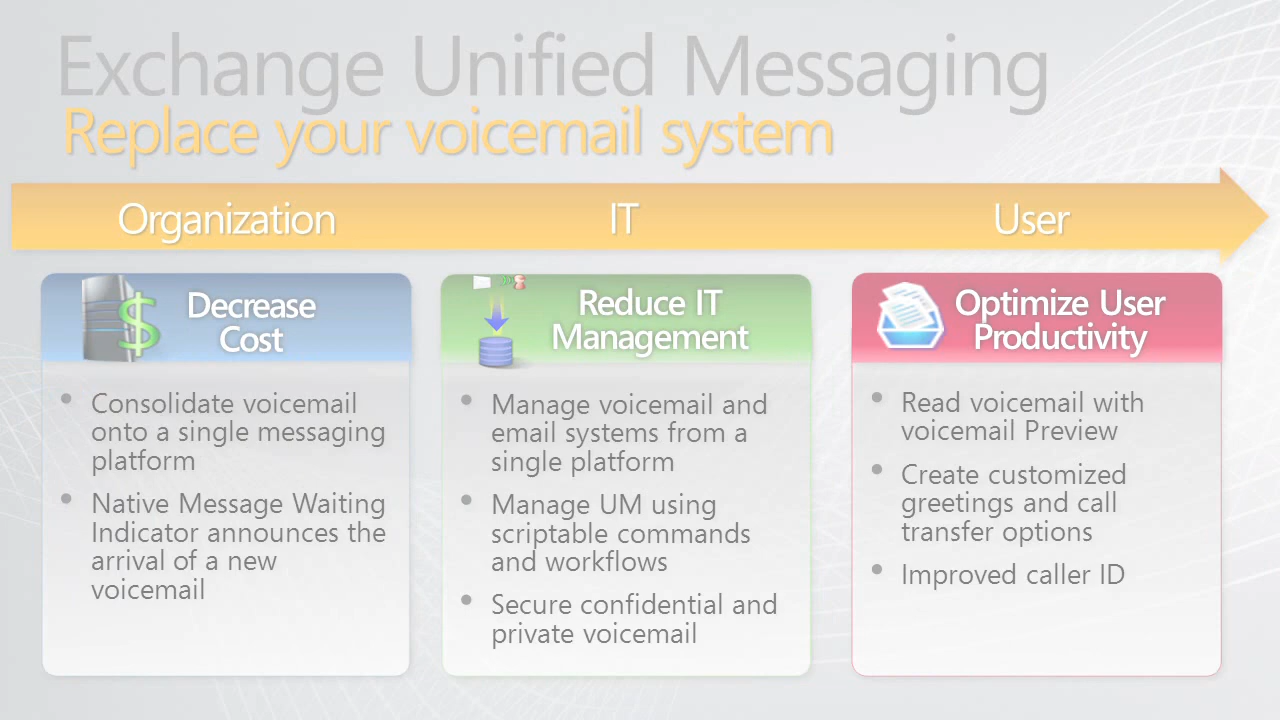 Exchange Unified Messaging
Replace your voicemail system
Organization
IT
User
Decrease
Cost
• Consolidate voicemail
onto a single messaging
platform
• Native Message Waiting
Indicator announces the
arrival of a new
voicemail
Reduce IT
Management
• Manage voicemail and
email systems from a
single platform
• Manage UM using
scriptable commands
and workflows
• Secure confidential and
private voicemail
Optimize User
Productivity
• Read voicemail with
voicemail Preview
• Create customized
greetings and call
transfer options
• Improved caller ID